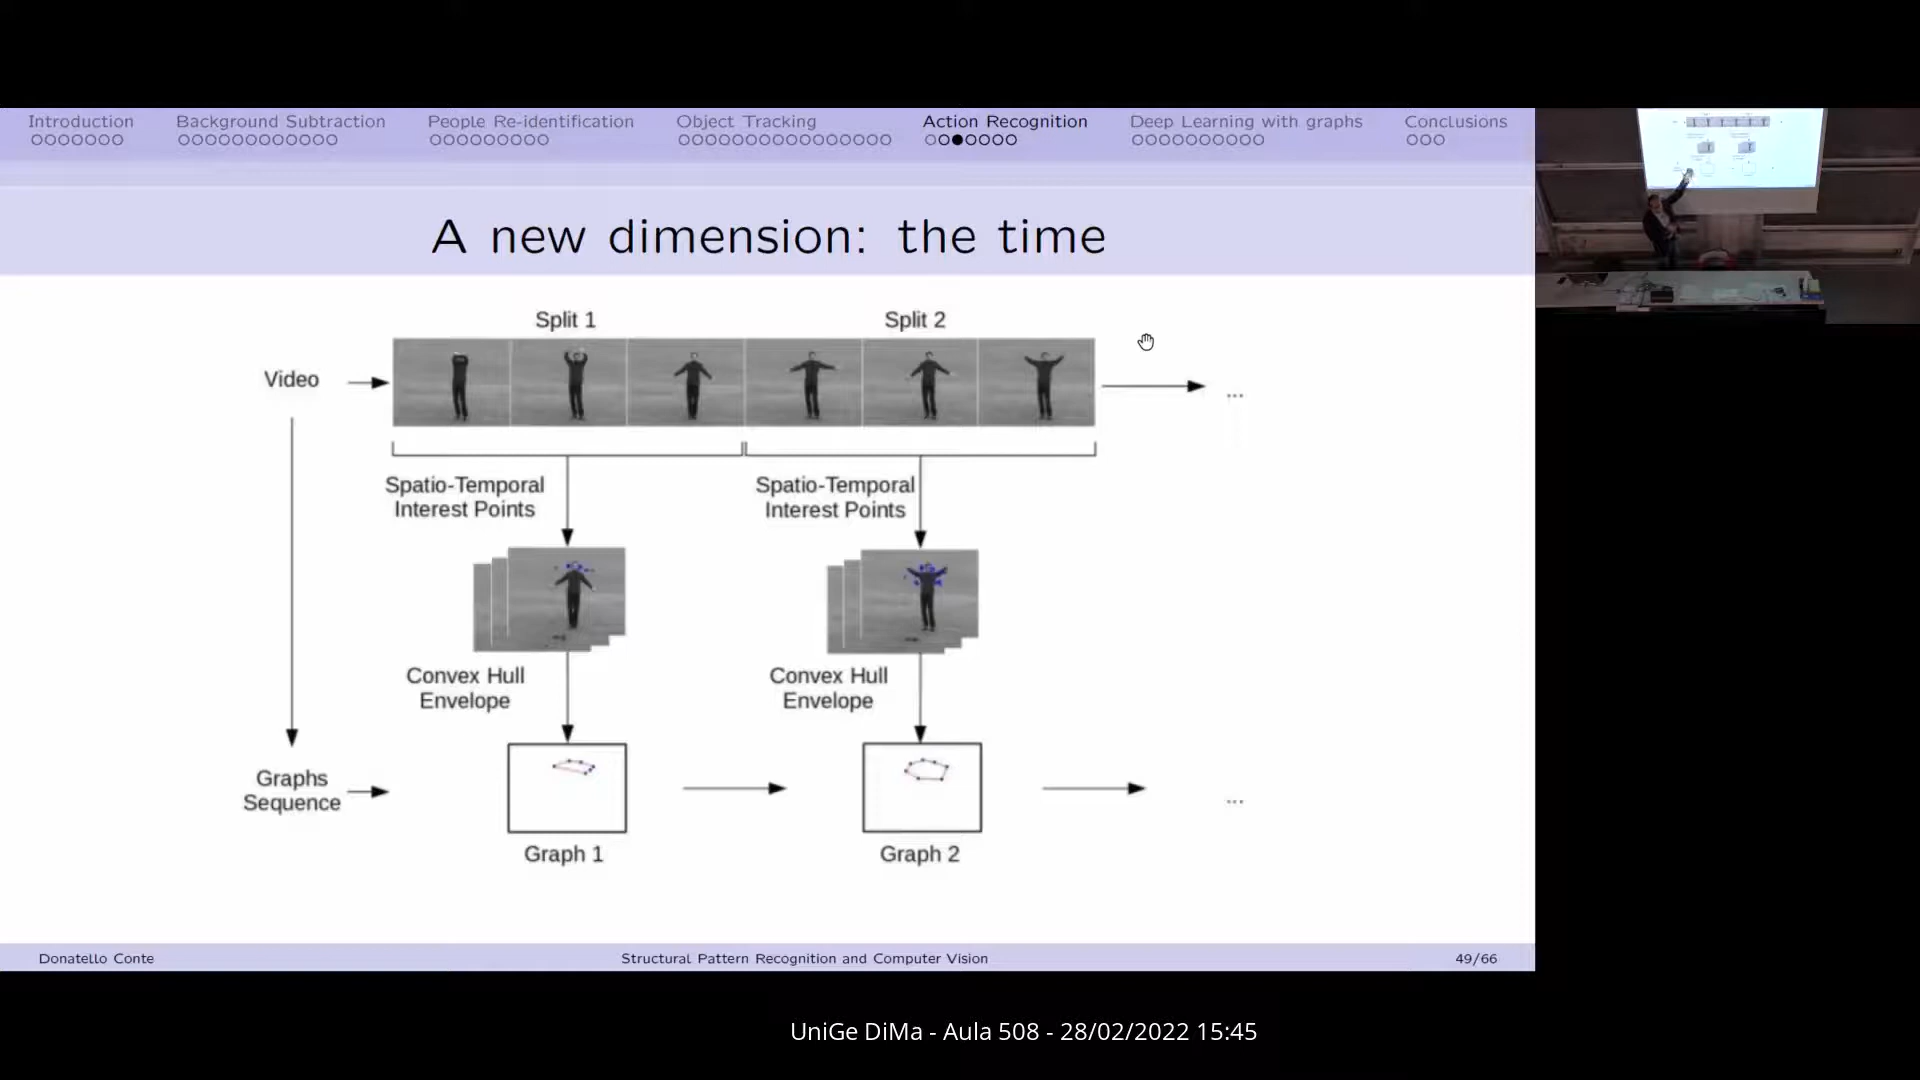 Introduction
Background Subtraction
People Re-identification
Object Tracking
Action Recognition
Deep Learning with graphs
Conclusions
A new dimension: the time
Split 1
Split 2
Video
...
Spatio-Temporal
Interest Points
Spatio-Temporal
Interest Points
Convex Hull
Envelope
Convex Hull
Envelope
Graphs
Sequence
...
Graph 1
Graph 2
Donatello Conte
Structural Pattern Recognition and Computer Vision
49/66
UniGe DiMa - Aula 508 - 28/02/2022 15:45